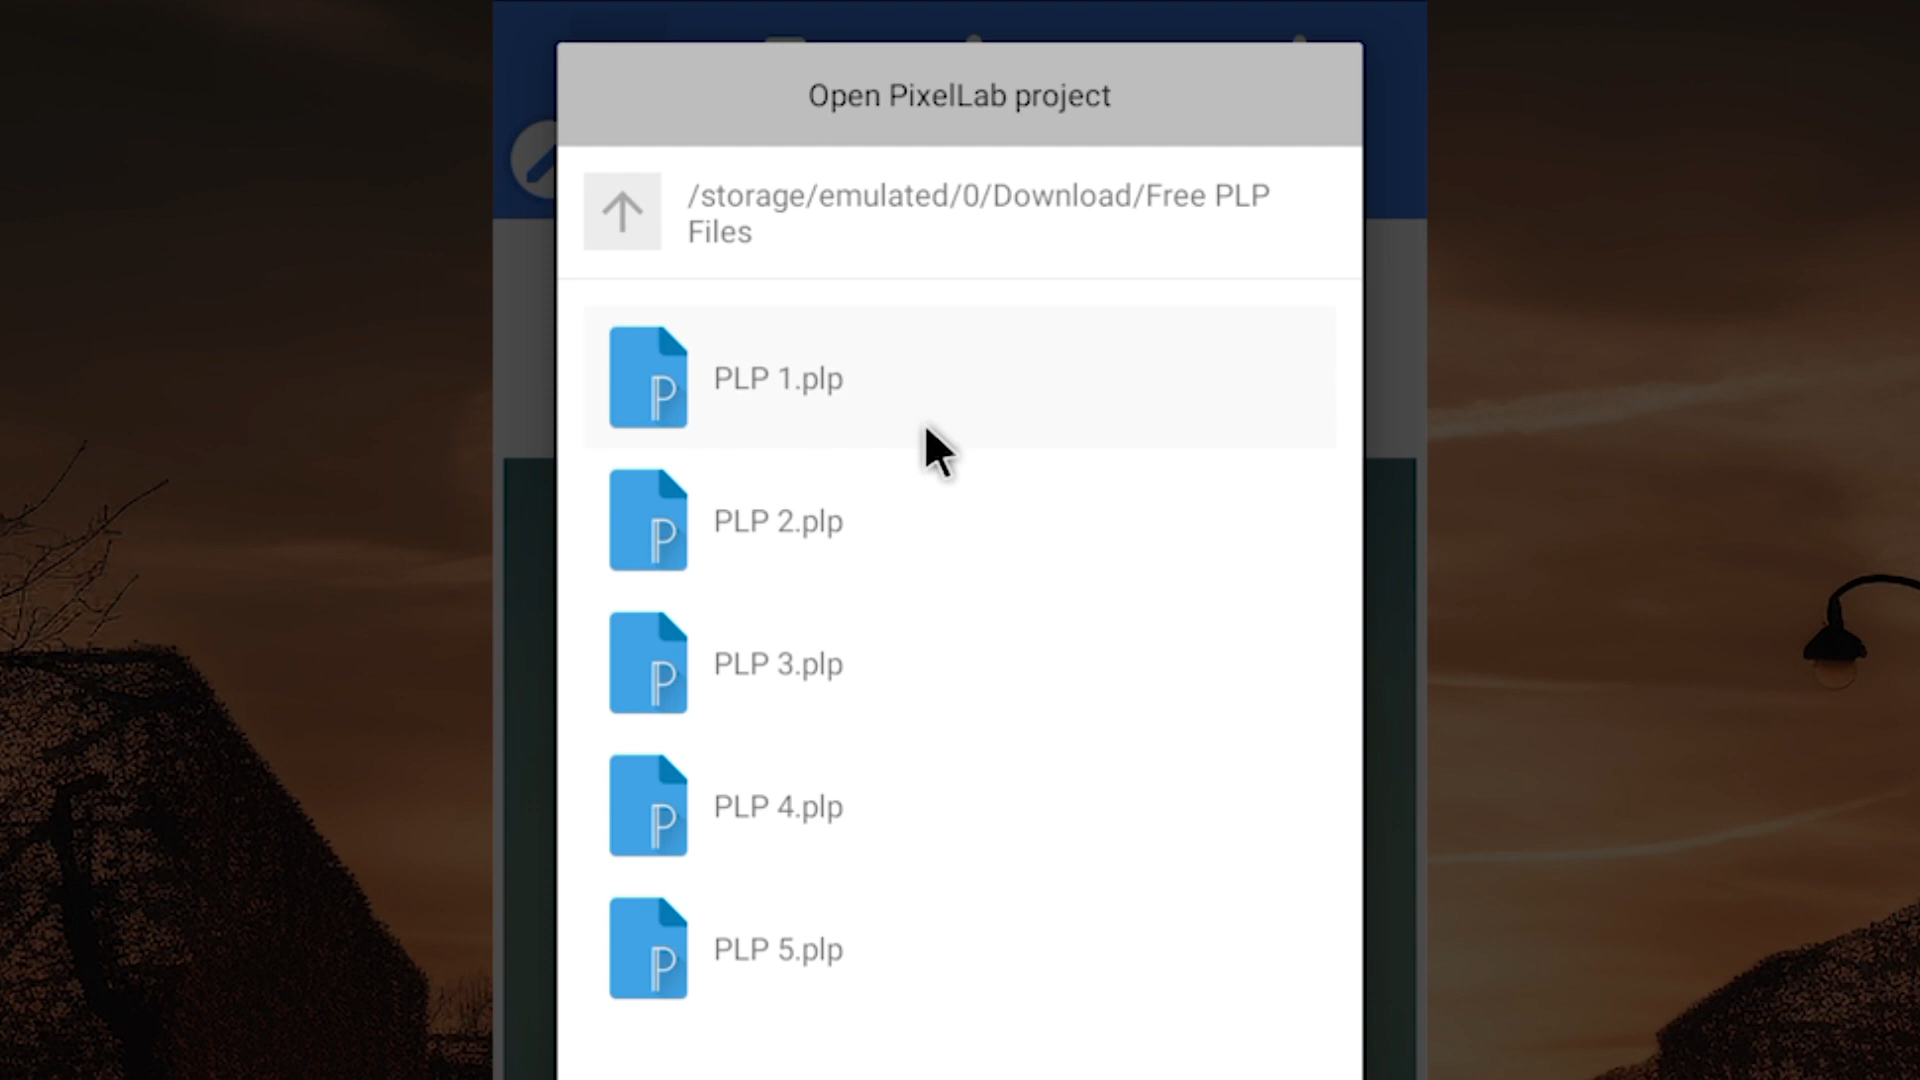 Open PixelLab project
/storage/emulated/0/Download/Free PLP
Files
PLP 1.plp
PLP 2.plp
PLP 3.plp
PLP 4.plp
PLP 5.plp